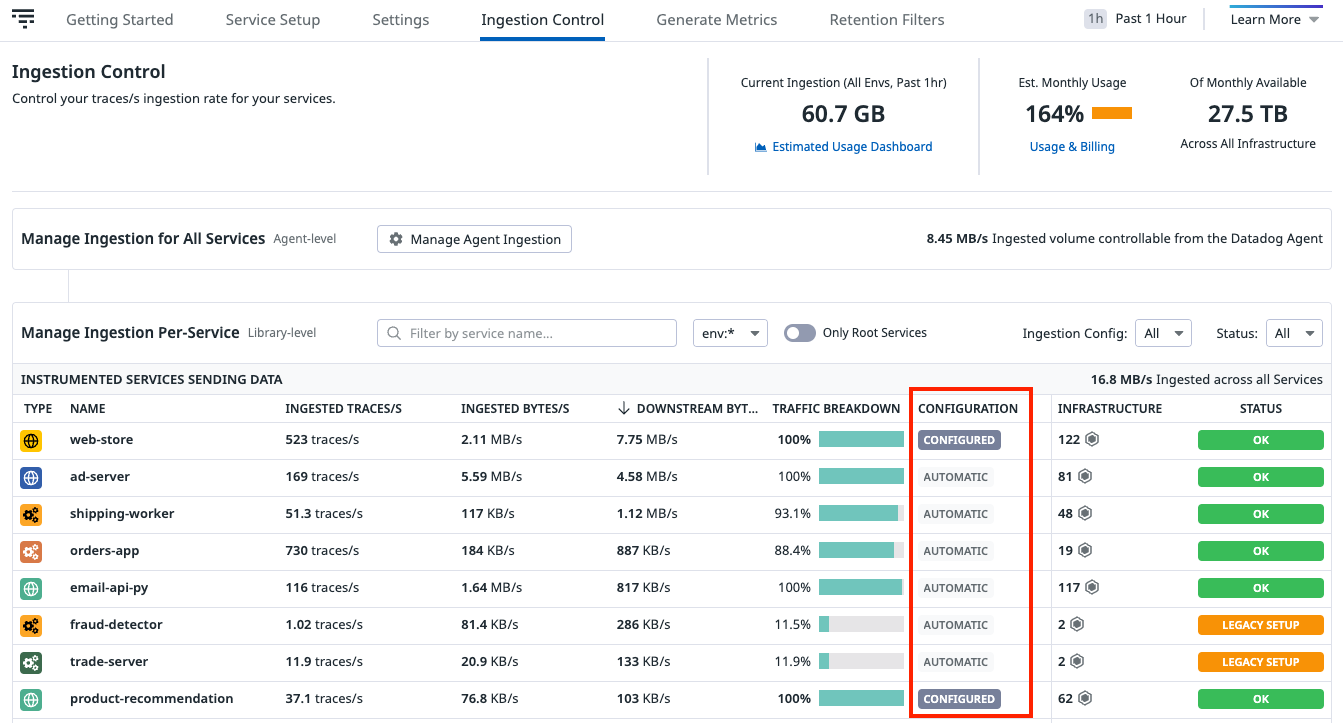 Getting Started Service Setup Settings Ingestion Control Generate Metrics Retention Filters 1h Past 1 Hour Learn More
Ingestion Control
Control your traces/s ingestion rate for your services.
Current Ingestion (All Envs, Past 1hr)
60.7 GB
Estimated Usage Dashboard
Est. Monthly Usage
164%
Usage & Billing
Of Monthly Available
27.5 TB
Across All Infrastructure
Manage Ingestion for All Services Agent-level Manage Agent Ingestion 8.45 MB/s Ingested volume controllable from the Datadog Agent
Manage Ingestion Per-Service Library-level Filter by service name... env:* Only Root Services Ingestion Config: All Status: All
INSTRUMENTED SERVICES SENDING DATA 16.8 MB/s Ingested across all Services
TYPE NAME INGESTED TRACES/S INGESTED BYTES/S DOWNSTREAM BYT... TRAFFIC BREAKDOWN CONFIGURATION INFRASTRUCTURE STATUS
web-store 523 traces/s 2.11 MB/s 7.75 MB/s 100% CONFIGURED 122 OK
ad-server 169 traces/s 5.59 MB/s 4.58 MB/s 100% AUTOMATIC 81 OK
shipping-worker 51.3 traces/s 117 KB/s 1.12 MB/s 93.1% AUTOMATIC 48 OK
orders-app 730 traces/s 184 KB/s 887 KB/s 88.4% AUTOMATIC 19 OK
email-api-py 116 traces/s 1.64 MB/s 817 KB/s 100% AUTOMATIC 117 OK
fraud-detector 1.02 traces/s 81.4 KB/s 286 KB/s 11.5% AUTOMATIC 2 LEGACY SETUP
trade-server 11.9 traces/s 20.9 KB/s 133 KB/s 11.9% AUTOMATIC 2 LEGACY SETUP
product-recommendation 37.1 traces/s 76.8 KB/s 103 KB/s 100% CONFIGURED 62 OK